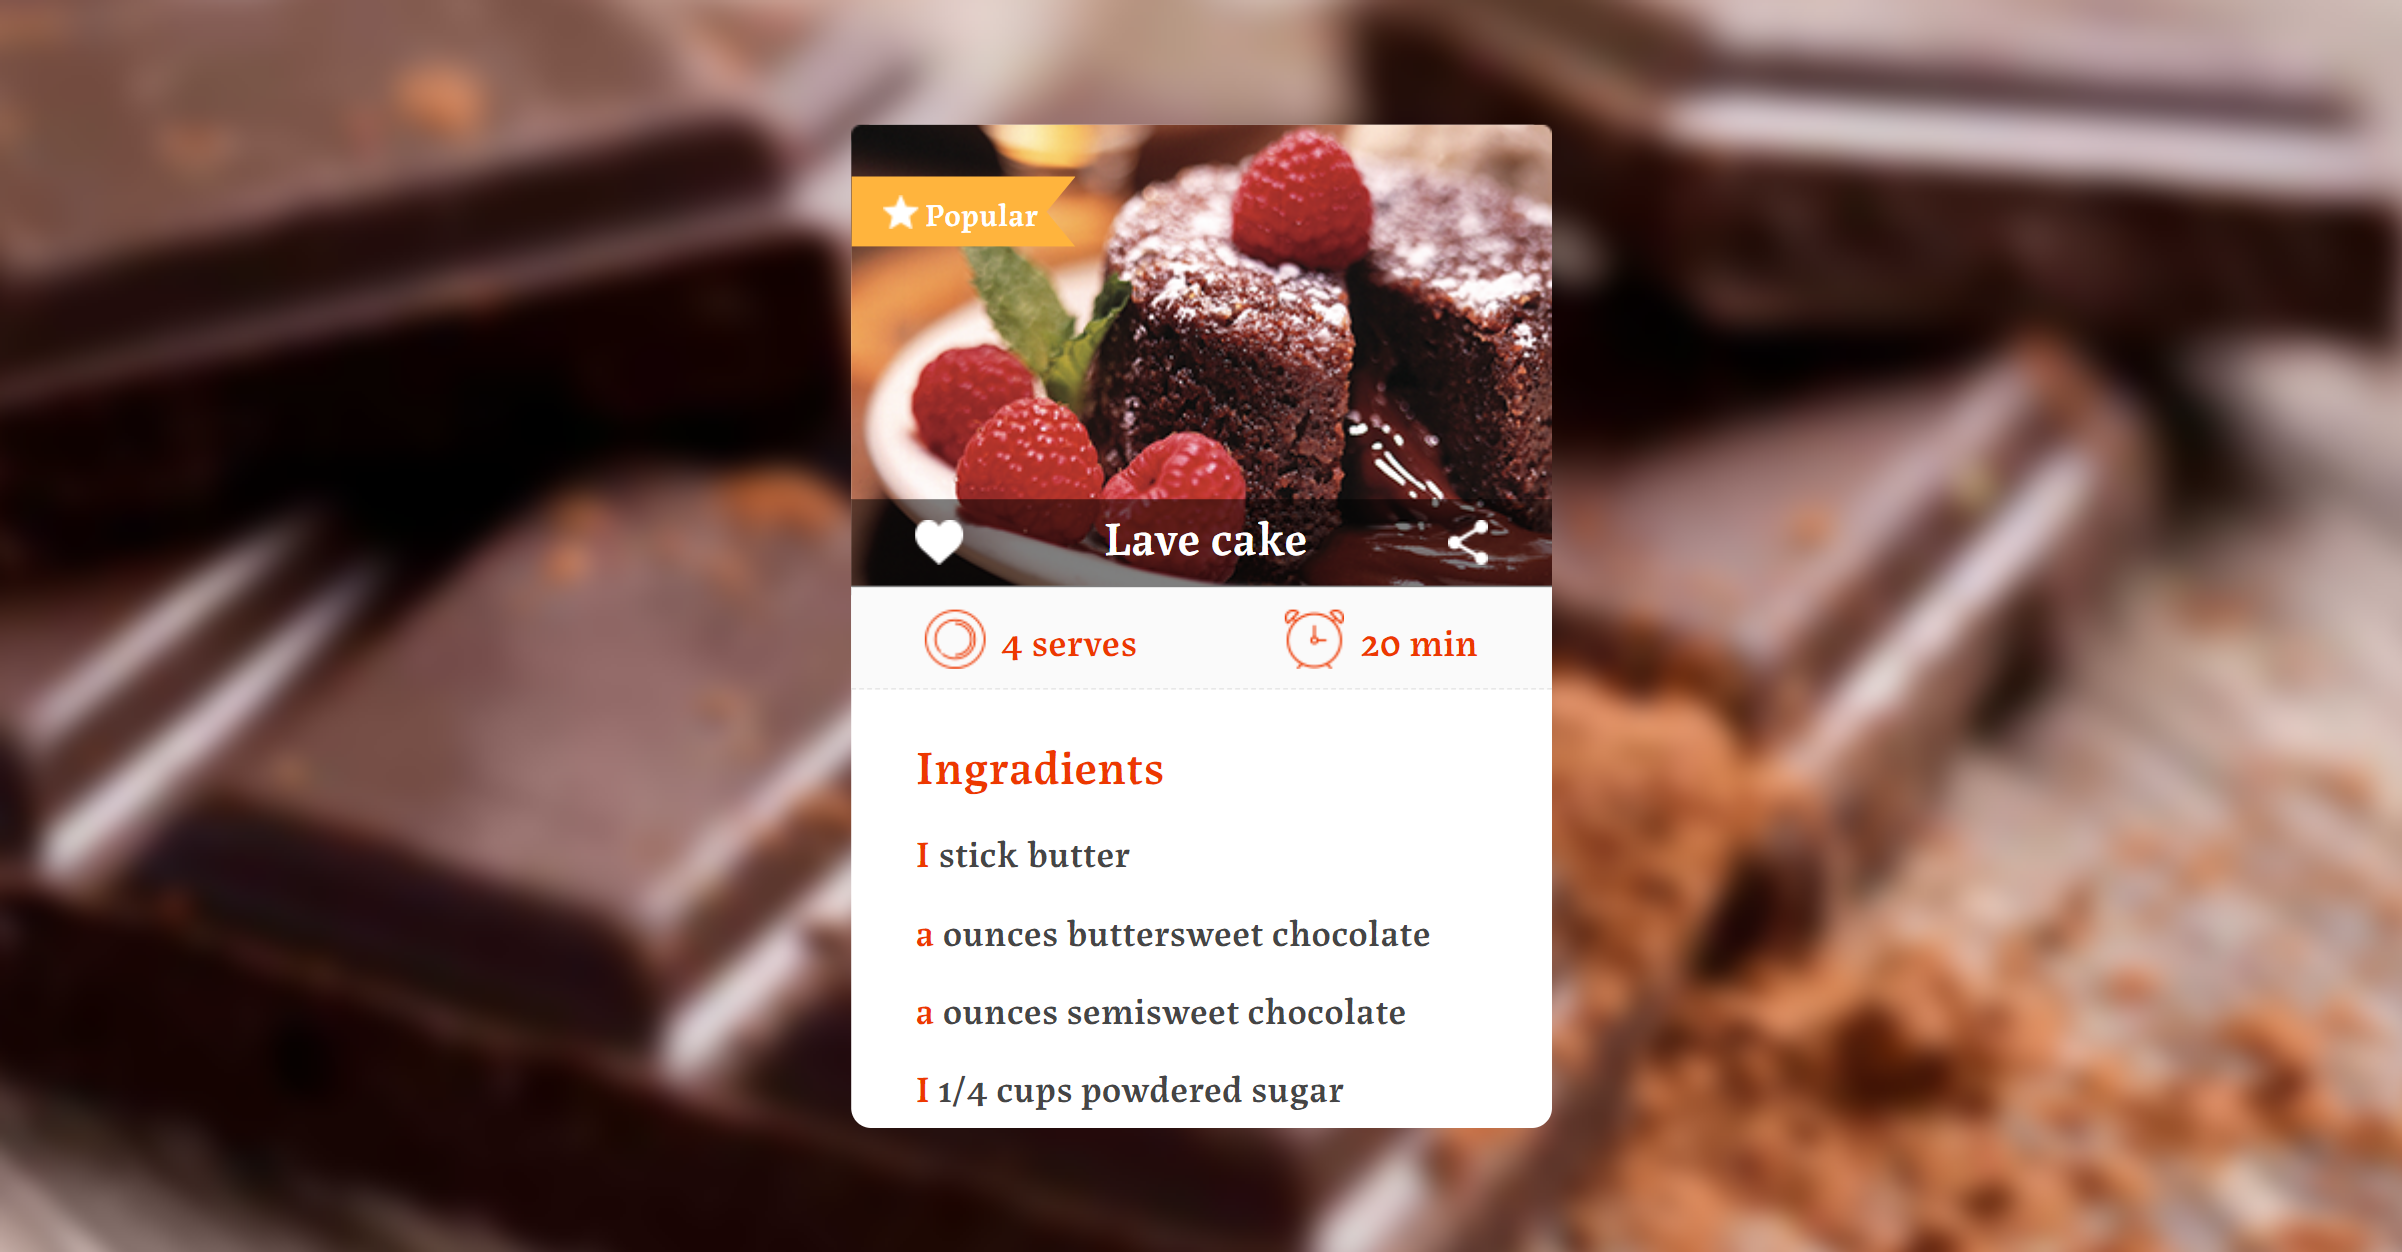 Popular
Lave cake
4 serves
20 min
Ingradients
I stick butter
a ounces buttersweet chocolate
a ounces semisweet chocolate
I 1/4 cups powdered sugar